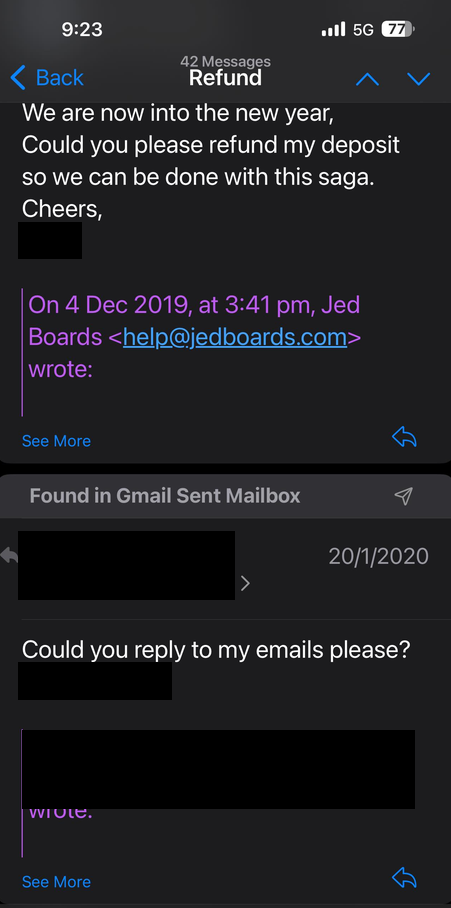 9:23
5G
77
42 Messages
Back
Refund
We are now into the new year,
Could you please refund my deposit
so we can be done with this saga.
Cheers,
On 4 Dec 2019, at 3:41 pm, Jed
Boards <help@jedboards.com>
wrote:
See More
Found in Gmail Sent Mailbox
20/1/2020
Could you reply to my emails please?
wrote:
See More